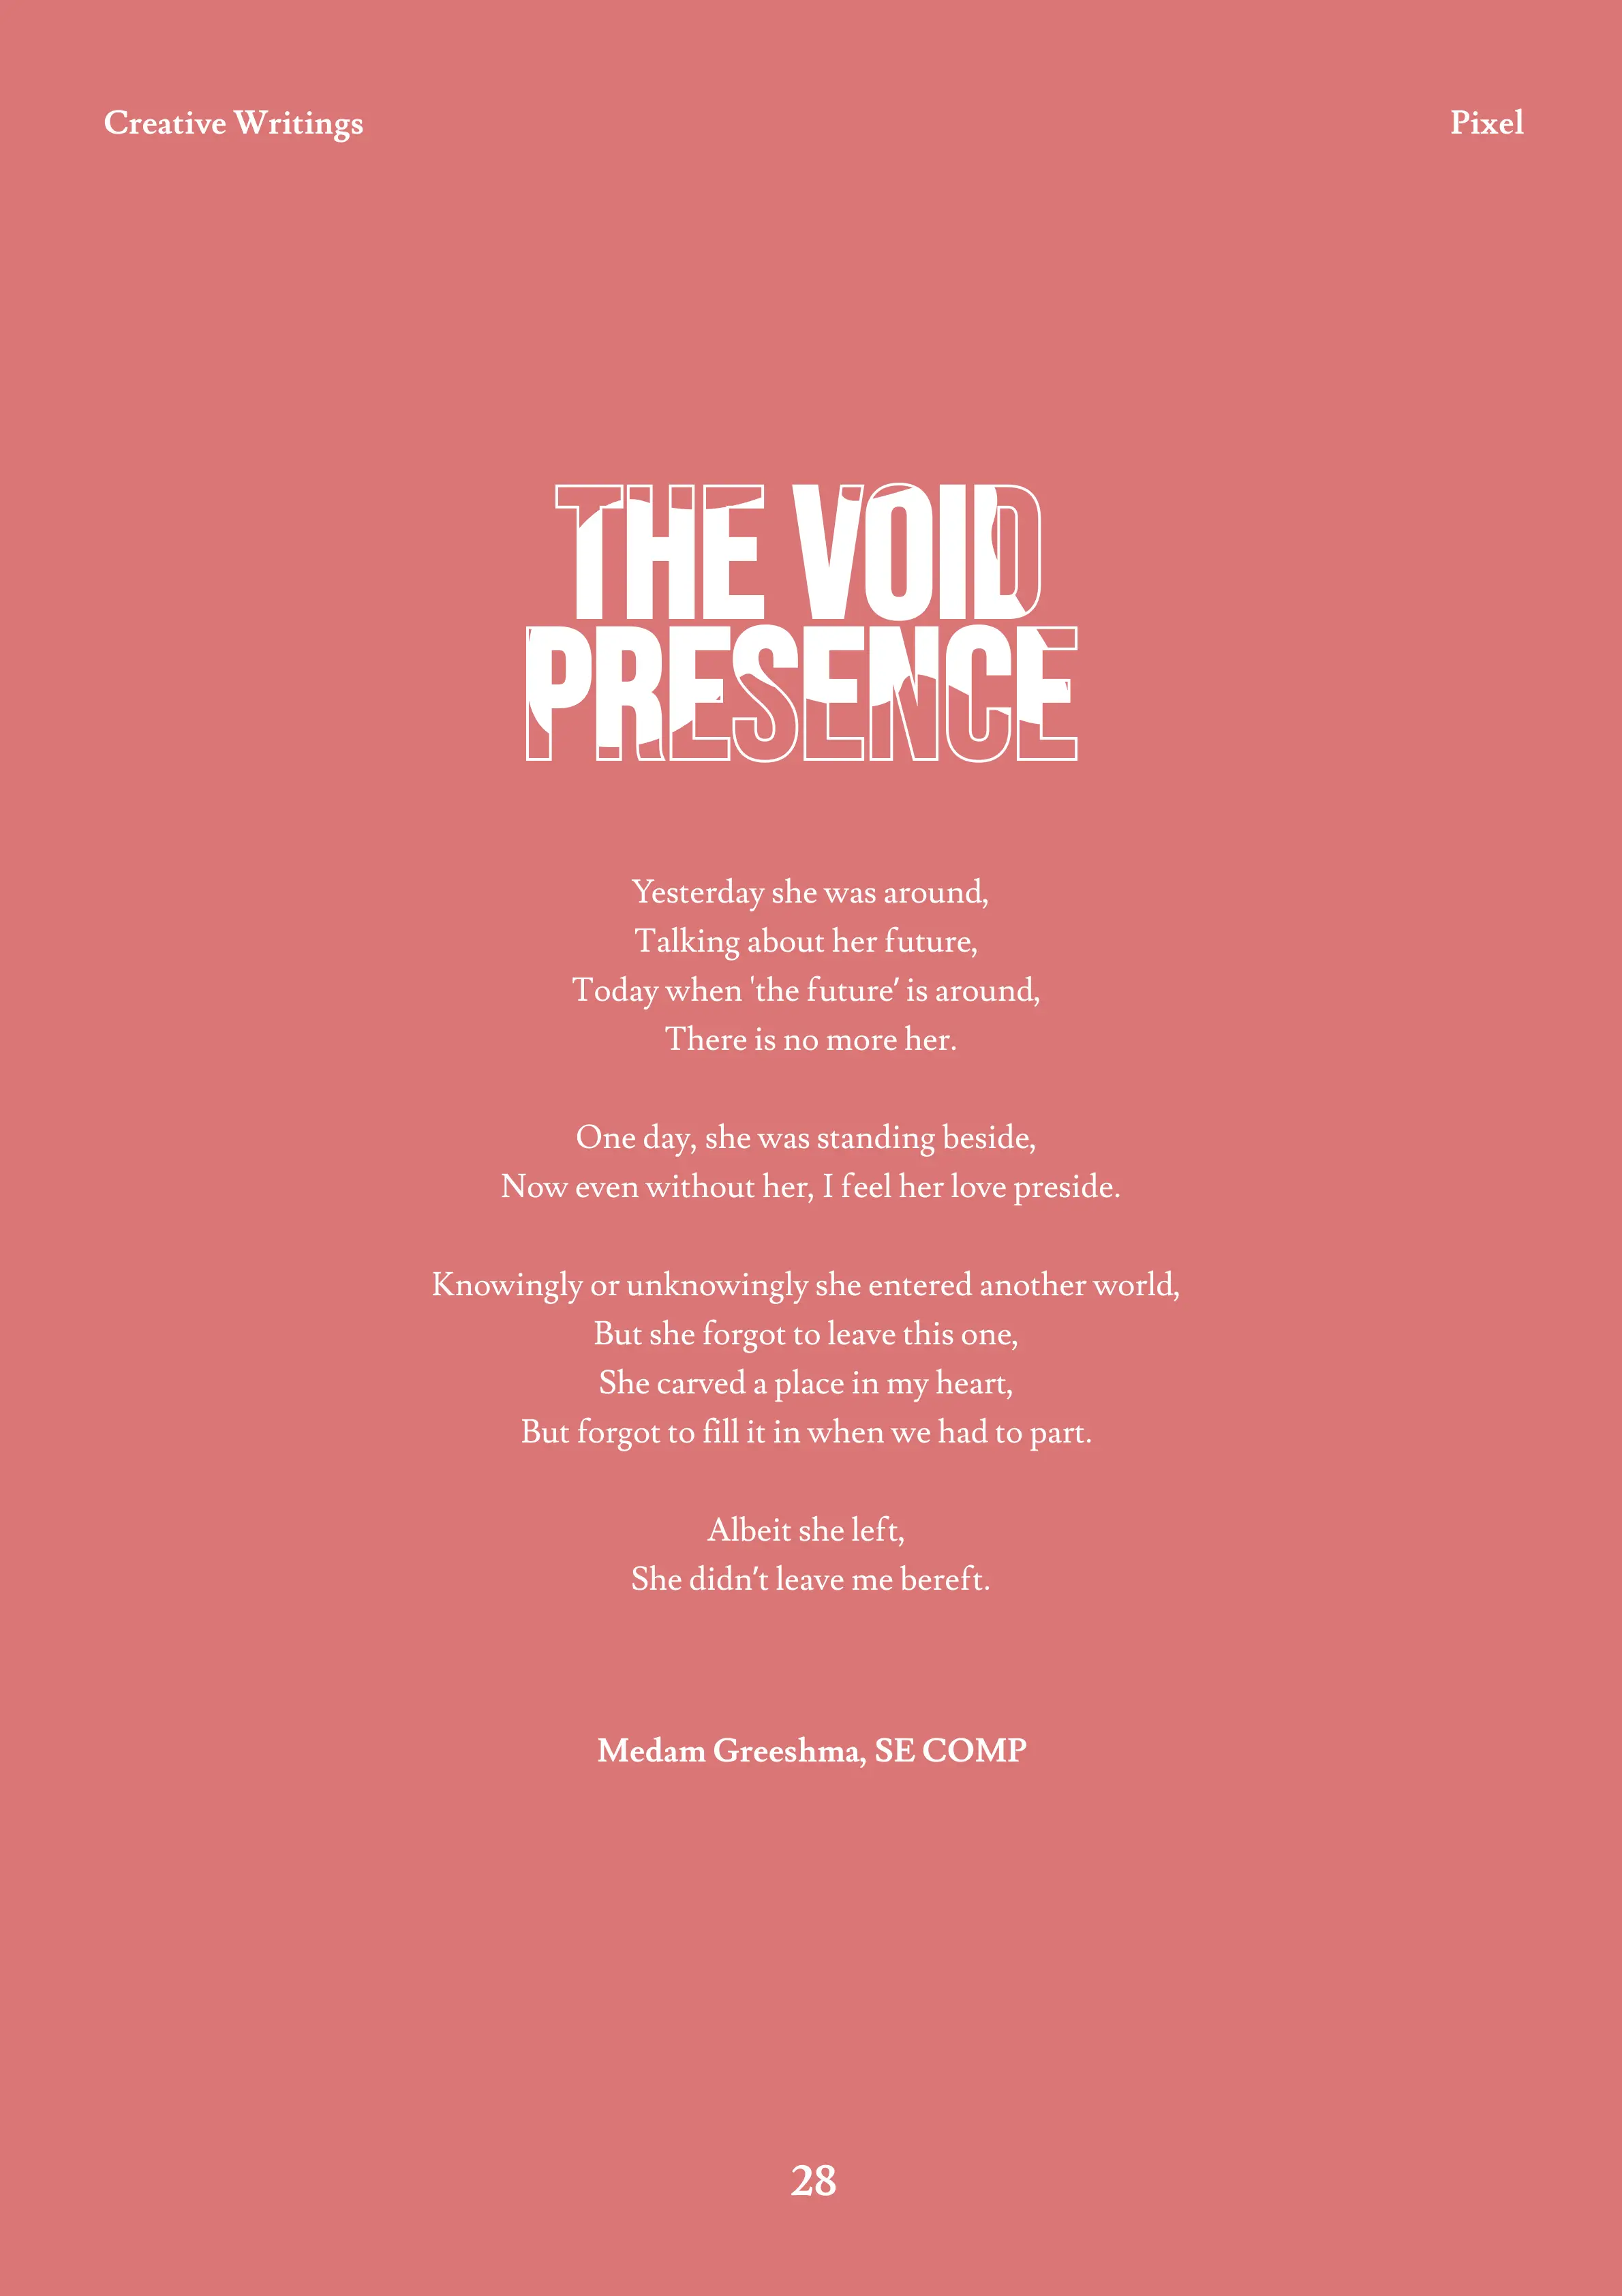 Creative Writings
Pixel
THE VOID
PRESENCE
Yesterday she was around,
Talking about her future,
Today when 'the future' is around,
There is no more her.
One day, she was standing beside,
Now even without her, I feel her love preside.
Knowingly or unknowingly she entered another world,
But she forgot to leave this one,
She carved a place in my heart,
But forgot to fill it in when we had to part.
Albeit she left,
She didn't leave me bereft.
Medam Greeshma, SE COMP
28